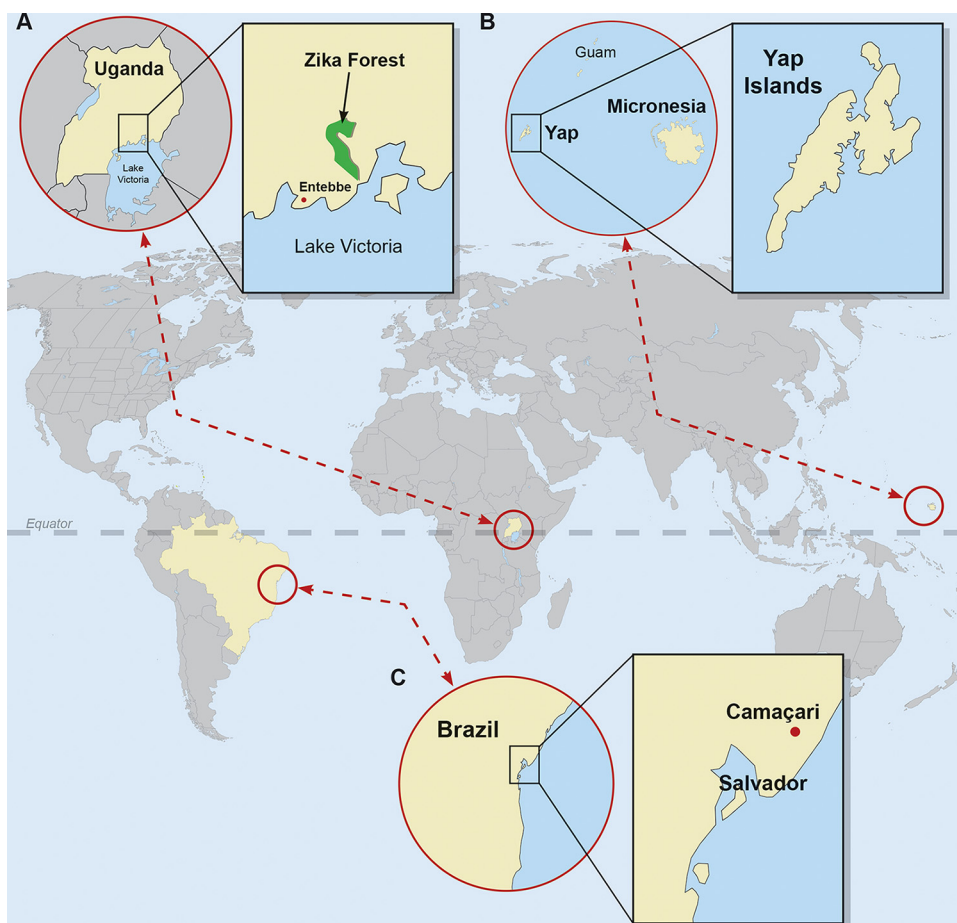 A
Uganda
Lake
Victoria
Zika Forest
Entebbe
Lake Victoria
B
Guam
Micronesia
Yap
Yap
Islands
Equator
C
Brazil
Camaçari
Salvador